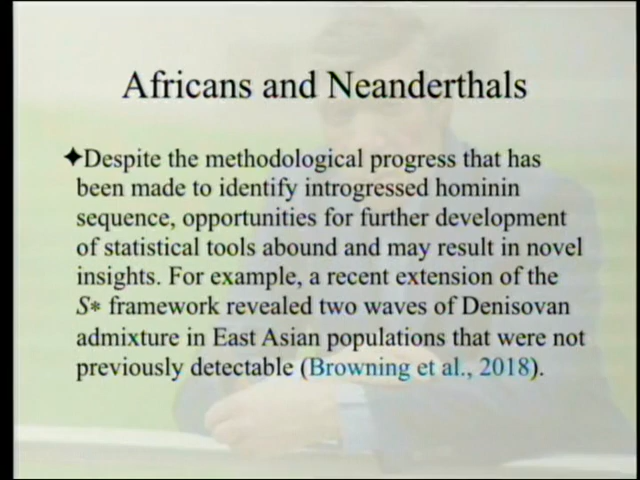 Africans and Neanderthals
✦Despite the methodological progress that has
been made to identify introgressed hominin
sequence, opportunities for further development
of statistical tools abound and may result in novel
insights. For example, a recent extension of the
S* framework revealed two waves of Denisovan
admixture in East Asian populations that were not
previously detectable (Browning et al., 2018).